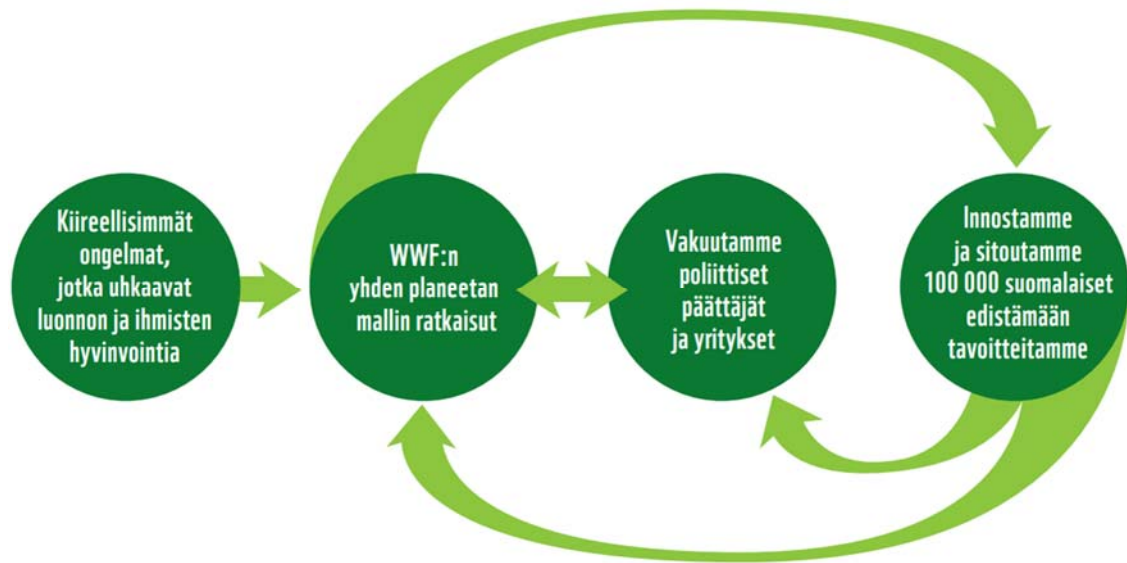 Kiireellisimmät
ongelmat,
jotka uhkaavat
luonnon ja ihmisten
hyvinvointia
WWF:n
yhden planeetan
mallin ratkaisut
Vakuutamme
poliittiset
päättäjät
ja yritykset
Innostamme
ja sitoutamme
100 000 suomalaiset
edistämään
tavoitteitamme